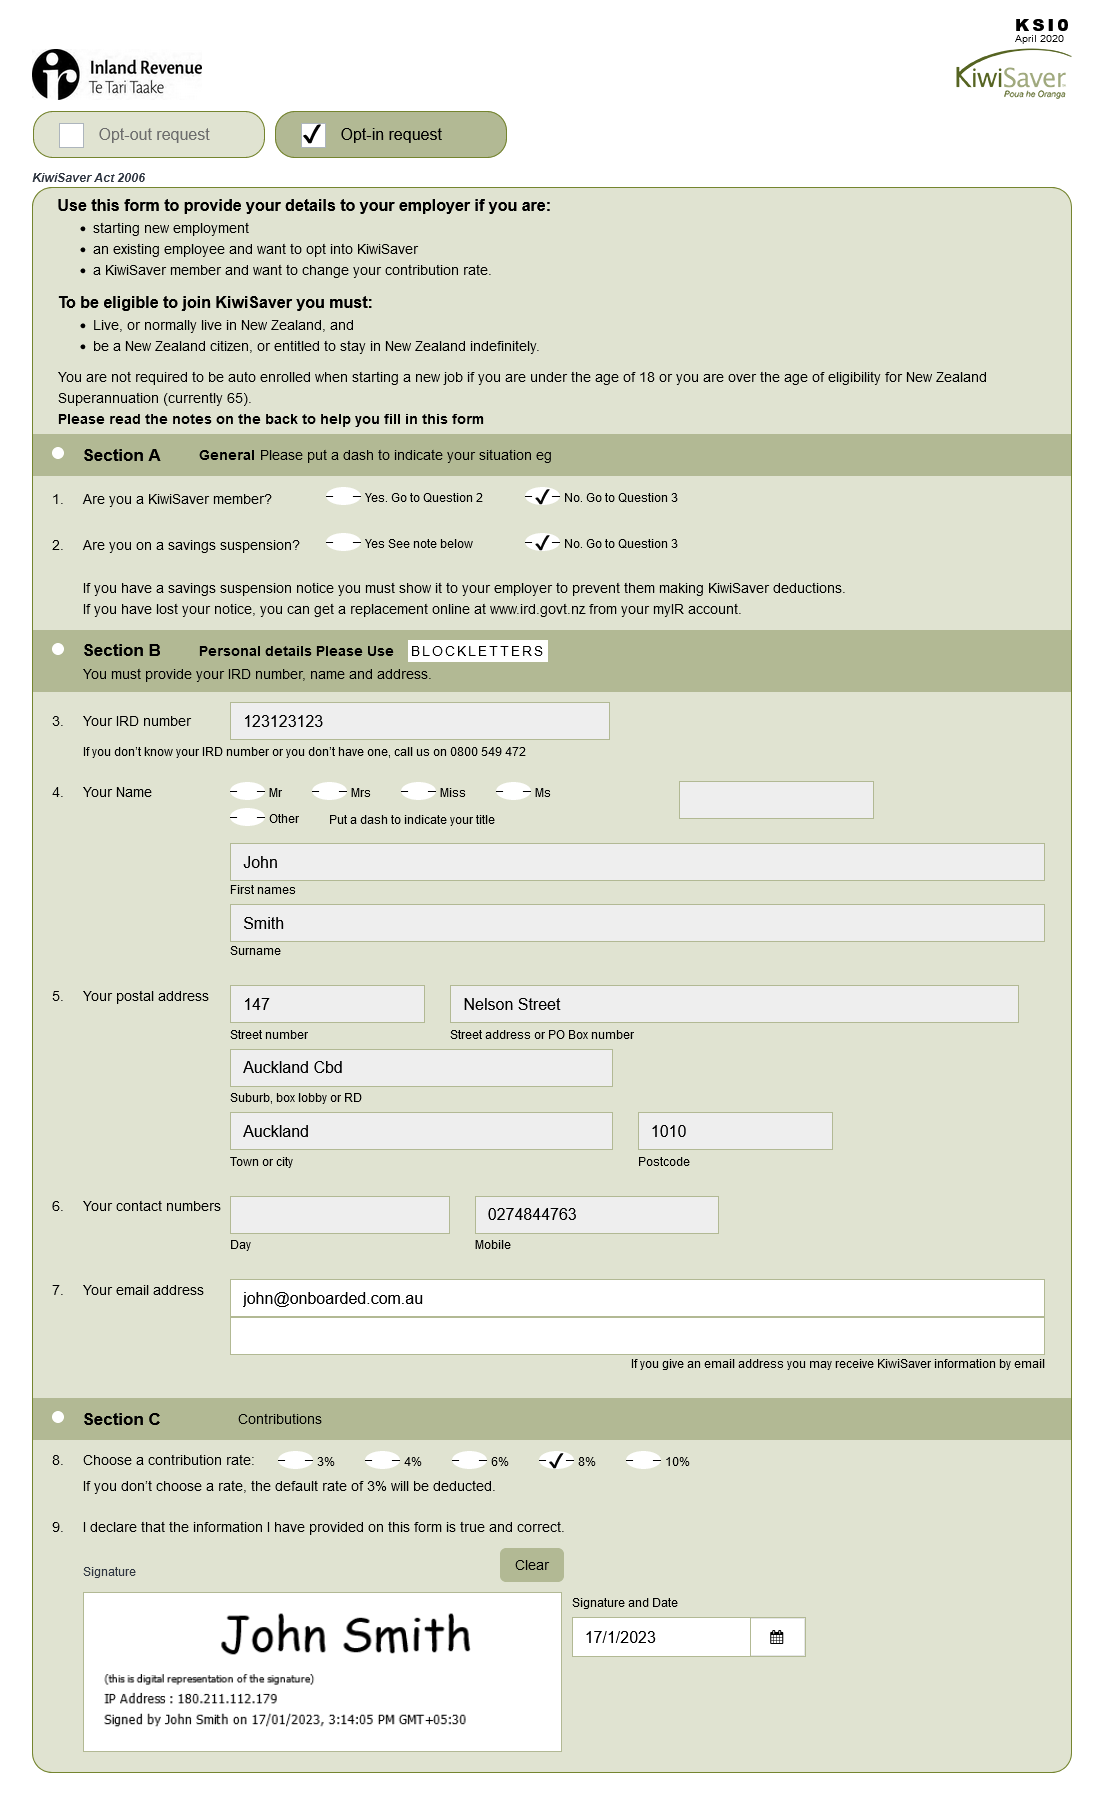 KS10
April 2020
Inland Revenue
Te Tari Taake
KiwiSaver
Poua he Oranga
Opt-out request
Opt-in request
KiwiSaver Act 2006
Use this form to provide your details to your employer if you are:
• starting new employment
• an existing employee and want to opt into KiwiSaver
• a KiwiSaver member and want to change your contribution rate.
To be eligible to join KiwiSaver you must:
• Live, or normally live in New Zealand, and
• be a New Zealand citizen, or entitled to stay in New Zealand indefinitely.
You are not required to be auto enrolled when starting a new job if you are under the age of 18 or you are over the age of eligibility for New Zealand
Superannuation (currently 65).
Please read the notes on the back to help you fill in this form
Section A General Please put a dash to indicate your situation eg
1. Are you a KiwiSaver member? Yes. Go to Question 2 No. Go to Question 3
2. Are you on a savings suspension? Yes See note below No. Go to Question 3
If you have a savings suspension notice you must show it to your employer to prevent them making KiwiSaver deductions.
If you have lost your notice, you can get a replacement online at www.ird.govt.nz from your myIR account.
Section B Personal details Please Use BLOCKLETTERS
You must provide your IRD number, name and address.
3. Your IRD number 123123123
If you don't know your IRD number or you don't have one, call us on 0800 549 472
4. Your Name Mr Mrs Miss Ms
Other Put a dash to indicate your title
John
First names
Smith
Surname
5. Your postal address 147 Nelson Street
Street number Street address or PO Box number
Auckland Cbd
Suburb, box lobby or RD
Auckland 1010
Town or city Postcode
6. Your contact numbers 0274844763
Day Mobile
7. Your email address john@onboarded.com.au
If you give an email address you may receive KiwiSaver information by email
Section C Contributions
8. Choose a contribution rate: 3% 4% 6% 8% 10%
If you don't choose a rate, the default rate of 3% will be deducted.
9. I declare that the information I have provided on this form is true and correct.
Signature Clear
Signature and Date
John Smith
17/1/2023
(this is digital representation of the signature)
IP Address : 180.211.112.179
Signed by John Smith on 17/01/2023, 3:14:05 PM GMT+05:30